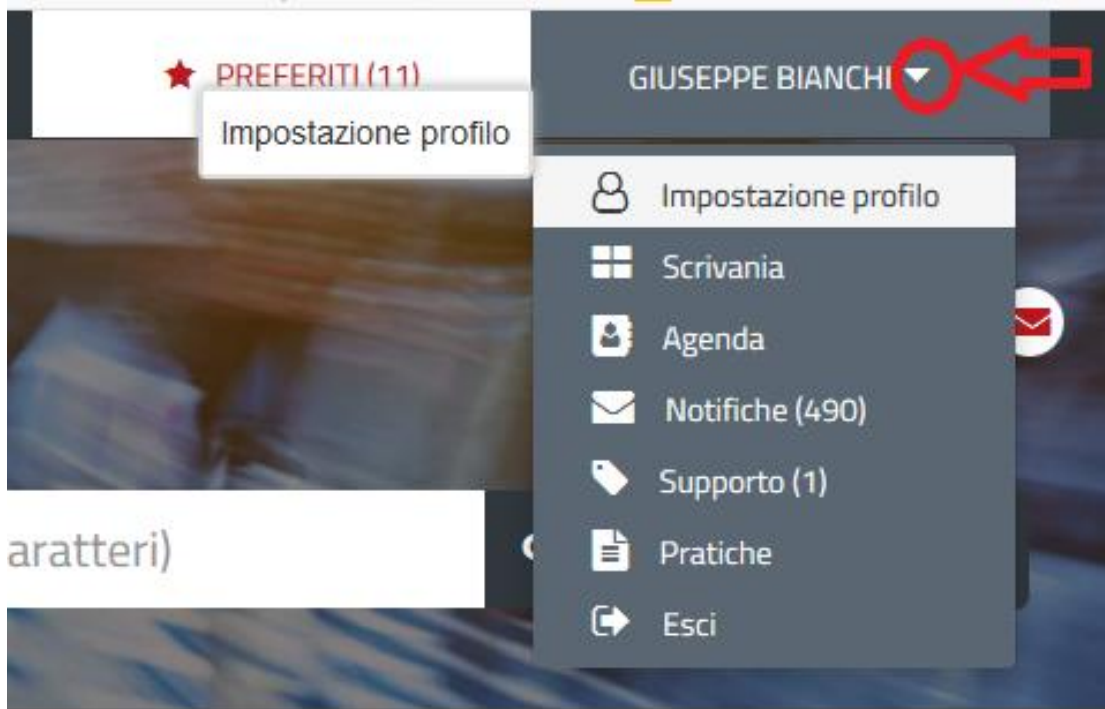 PREFERITI (11)
GIUSEPPE BIANCHI
Impostazione profilo
Impostazione profilo
Scrivania
Agenda
Notifiche (490)
Supporto (1)
aratteri)
Pratiche
Esci